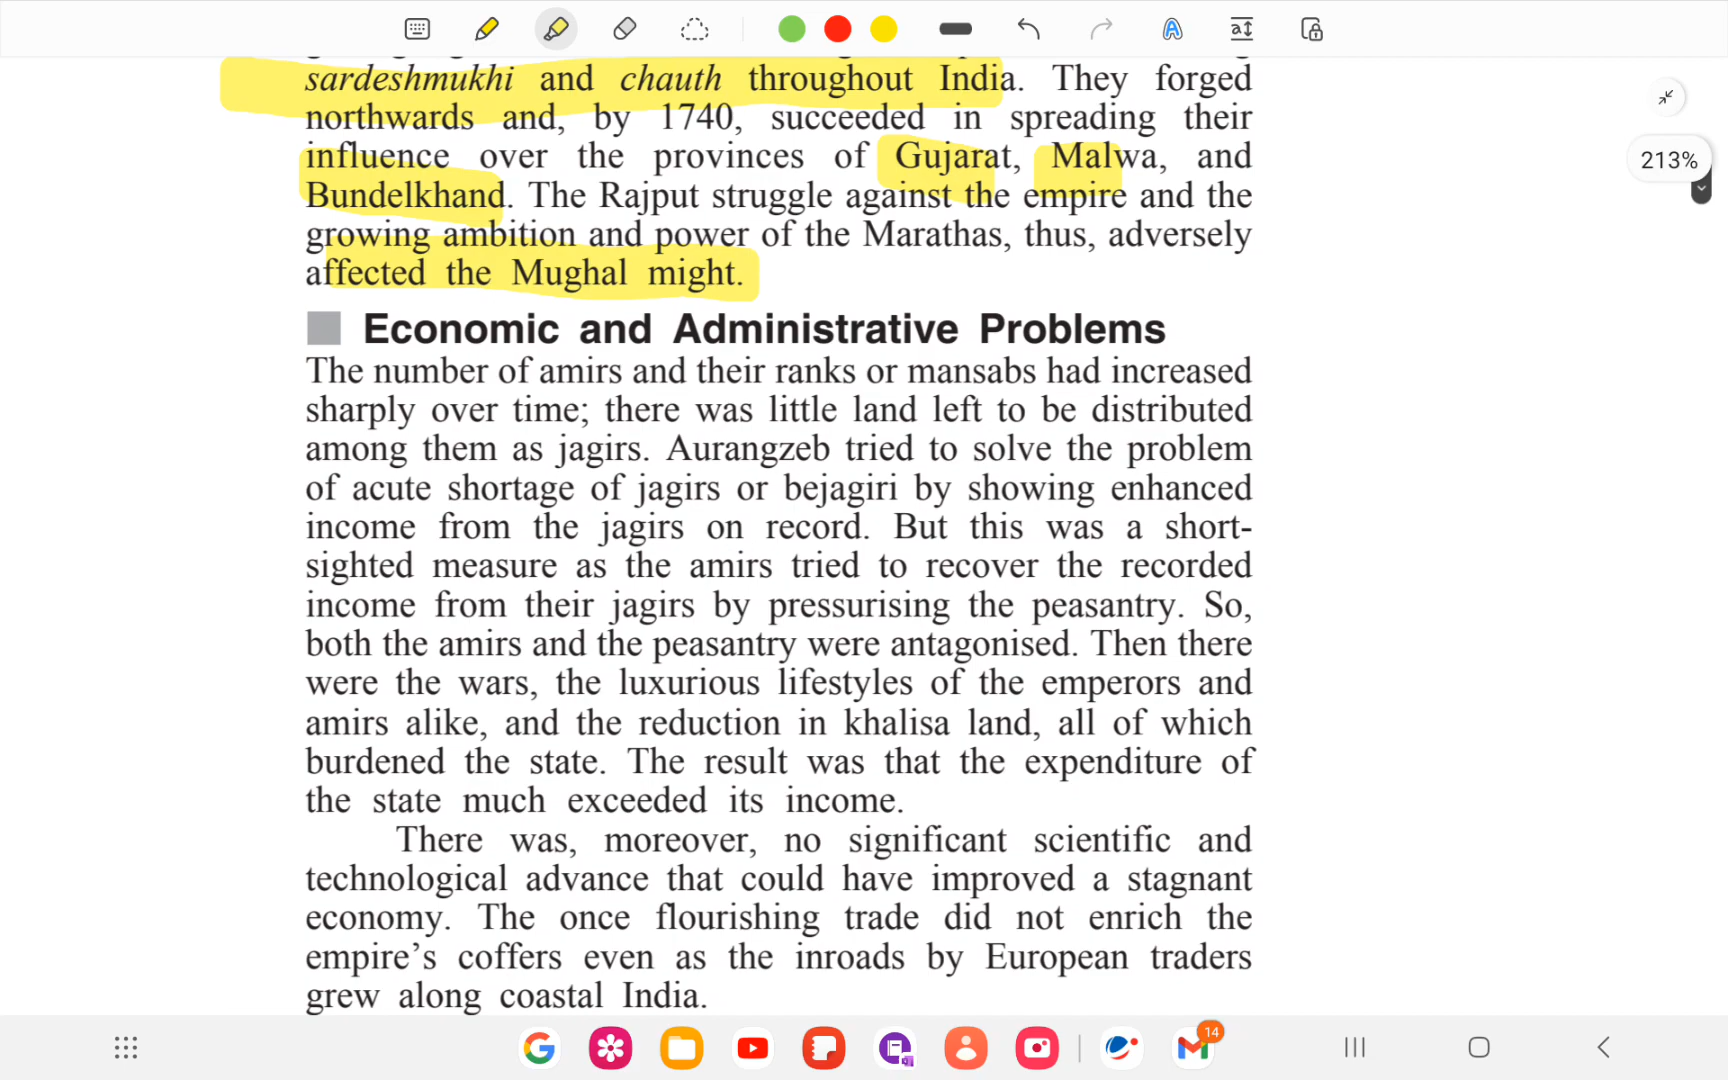 sardeshmukhi and chauth throughout India. They forged
northwards and, by 1740, succeeded in spreading their
influence over the provinces of Gujarat, Malwa, and
Bundelkhand. The Rajput struggle against the empire and the
growing ambition and power of the Marathas, thus, adversely
affected the Mughal might.
Economic and Administrative Problems
The number of amirs and their ranks or mansabs had increased
sharply over time; there was little land left to be distributed
among them as jagirs. Aurangzeb tried to solve the problem
of acute shortage of jagirs or bejagiri by showing enhanced
income from the jagirs on record. But this was a short-
sighted measure as the amirs tried to recover the recorded
income from their jagirs by pressurising the peasantry. So,
both the amirs and the peasantry were antagonised. Then there
were the wars, the luxurious lifestyles of the emperors and
amirs alike, and the reduction in khalisa land, all of which
burdened the state. The result was that the expenditure of
the state much exceeded its income.
There was, moreover, no significant scientific and
technological advance that could have improved a stagnant
economy. The once flourishing trade did not enrich the
empire’s coffers even as the inroads by European traders
grew along coastal India.
213%
14